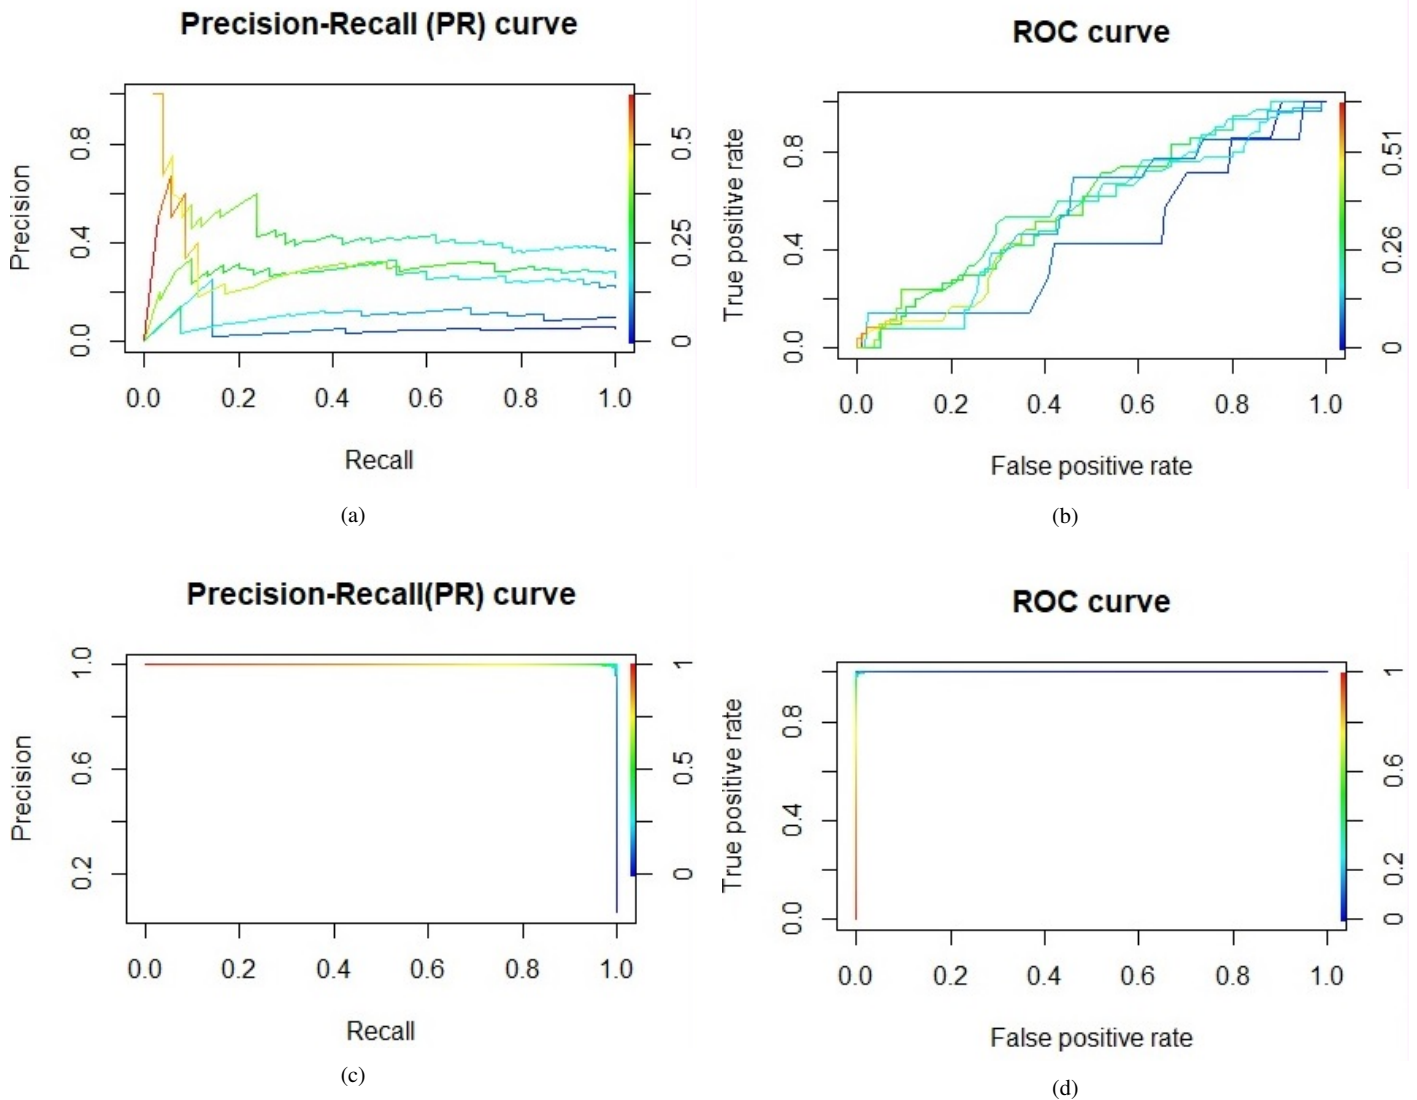 Precision-Recall (PR) curve
Precision
0.0 0.4 0.8
0 0.25 0.5
0.0 0.2 0.4 0.6 0.8 1.0
Recall
(a)
ROC curve
True positive rate
0.0 0.4 0.8
0 0.26 0.51
0.0 0.2 0.4 0.6 0.8 1.0
False positive rate
(b)
Precision-Recall(PR) curve
Precision
0.2 0.6 1.0
0 0.5 1
0.0 0.2 0.4 0.6 0.8 1.0
Recall
(c)
ROC curve
True positive rate
0.0 0.4 0.8
0 0.2 0.6 1
0.0 0.2 0.4 0.6 0.8 1.0
False positive rate
(d)